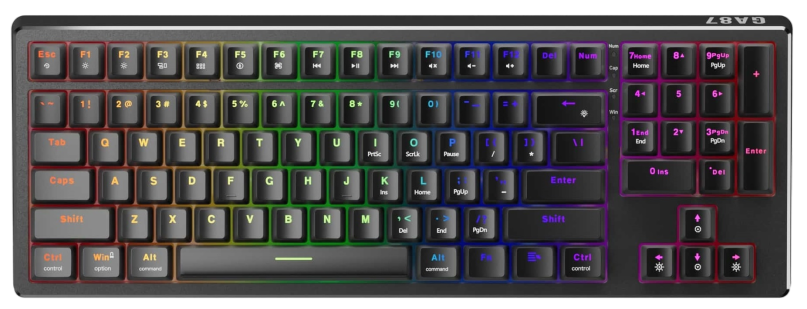 GA87
Esc F1 F2 F3 F4 F5 F6 F7 F8 F9 F10 F11 F12 Del Num
Num
Cap
Scr
Win
7Home 8 9PgUp +
Home PgUp
4 5 6
1End 2 3PgDn Enter
End PgDn
0 Ins .Del
` ~ 1! 2@ 3# 4$ 5% 6^ 7& 8* 9( 0) - _ = +
Tab Q W E R T Y U I O P [ { ] } \ |
PrtSc ScrLk Pause / *
Caps A S D F G H J K L ; : ' " Enter
Ins Home PgUp -
Shift Z X C V B N M , < . > / ? Shift
Del End PgDn
Ctrl Win Alt Alt Fn Ctrl
control option command command control